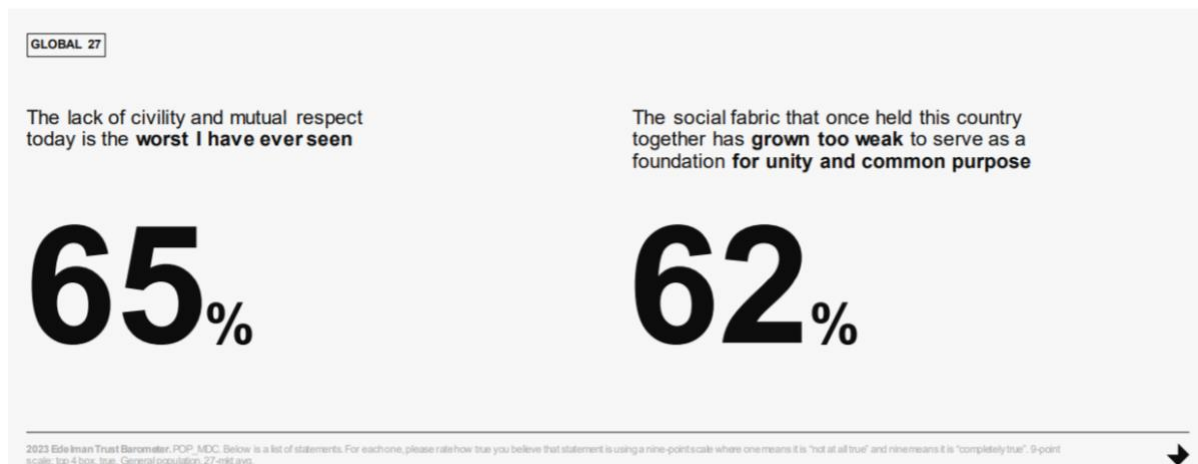 GLOBAL 27
The lack of civility and mutual respect
today is the worst I have ever seen
65%
The social fabric that once held this country
together has grown too weak to serve as a
foundation for unity and common purpose
62%
2023 Edelman Trust Barometer. POP_MDC. Below is a list of statements. For each one, please rate how true you believe that statement is using a nine-point scale where one means it is "not at all true" and nine means it is "completely true". 9-point
scale; top 4 box, true. General population, 27-mkt avg.